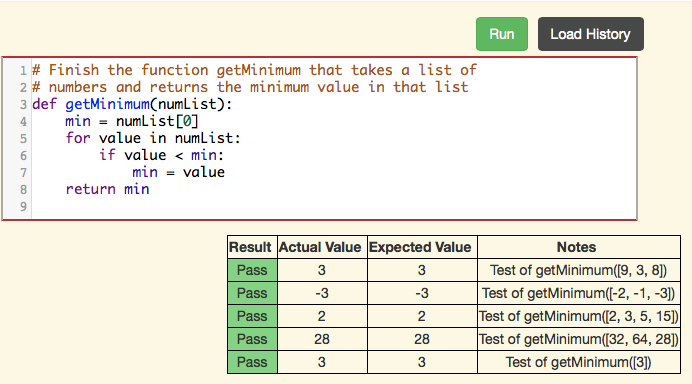 Run Load History
1 # Finish the function getMinimum that takes a list of
2 # numbers and returns the minimum value in that list
3 def getMinimum(numList):
4     min = numList[0]
5     for value in numList:
6         if value < min:
7             min = value
8     return min
9
Result Actual Value Expected Value Notes
Pass 3 3 Test of getMinimum([9, 3, 8])
Pass -3 -3 Test of getMinimum([-2, -1, -3])
Pass 2 2 Test of getMinimum([2, 3, 5, 15])
Pass 28 28 Test of getMinimum([32, 64, 28])
Pass 3 3 Test of getMinimum([3])